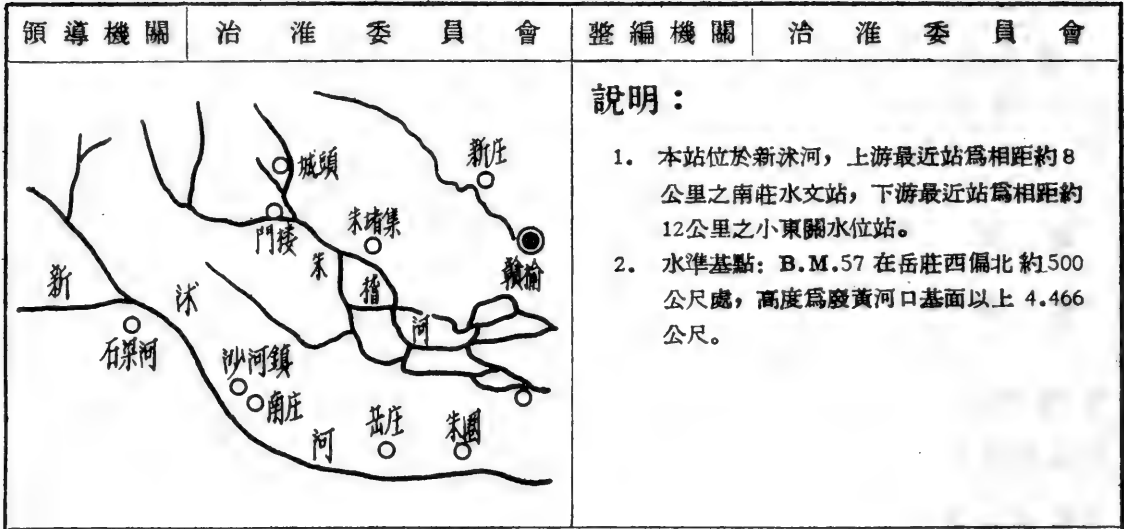 領導機關 治淮委員會 整編機關 治淮委員會
說明：
1. 本站位於新沭河，上游最近站爲相距約8
公里之南莊水文站，下游最近站爲相距約
12公里之小東關水位站。
2. 水準基點：B.M.57 在岳莊西偏北約1500
公尺處，高度爲廢黃河口基面以上 4.466
公尺。
新庄
城頭
朱堵集
門楼
贛榆
朱
稽
河
新
沭
河
石梁河
沙河鎮
南庄
岳庄
朱圍